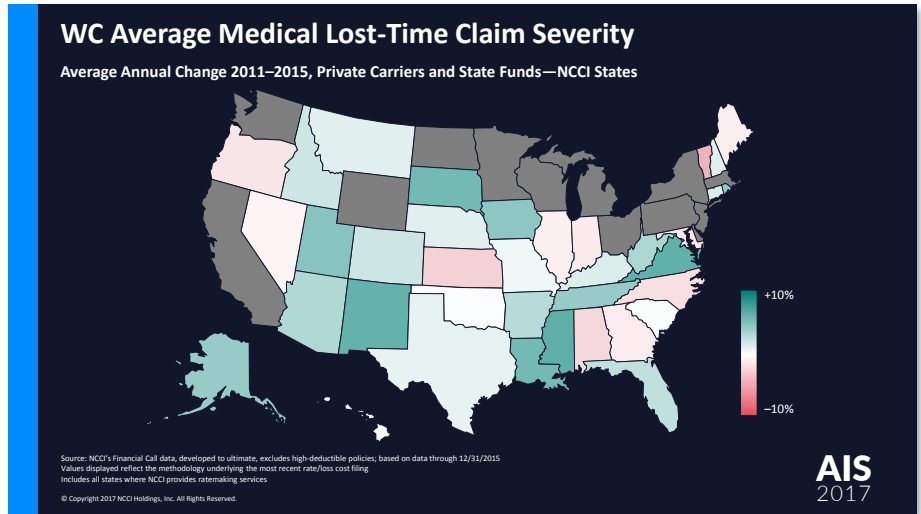 WC Average Medical Lost-Time Claim Severity
Average Annual Change 2011–2015, Private Carriers and State Funds—NCCI States
+10%
–10%
Source: NCCI's Financial Call data, developed to ultimate, excludes high-deductible policies; based on data through 12/31/2015
Values displayed reflect the methodology underlying the most recent rate/loss cost filing
Includes all states where NCCI provides ratemaking services
© Copyright 2017 NCCI Holdings, Inc. All Rights Reserved.
AIS
2017